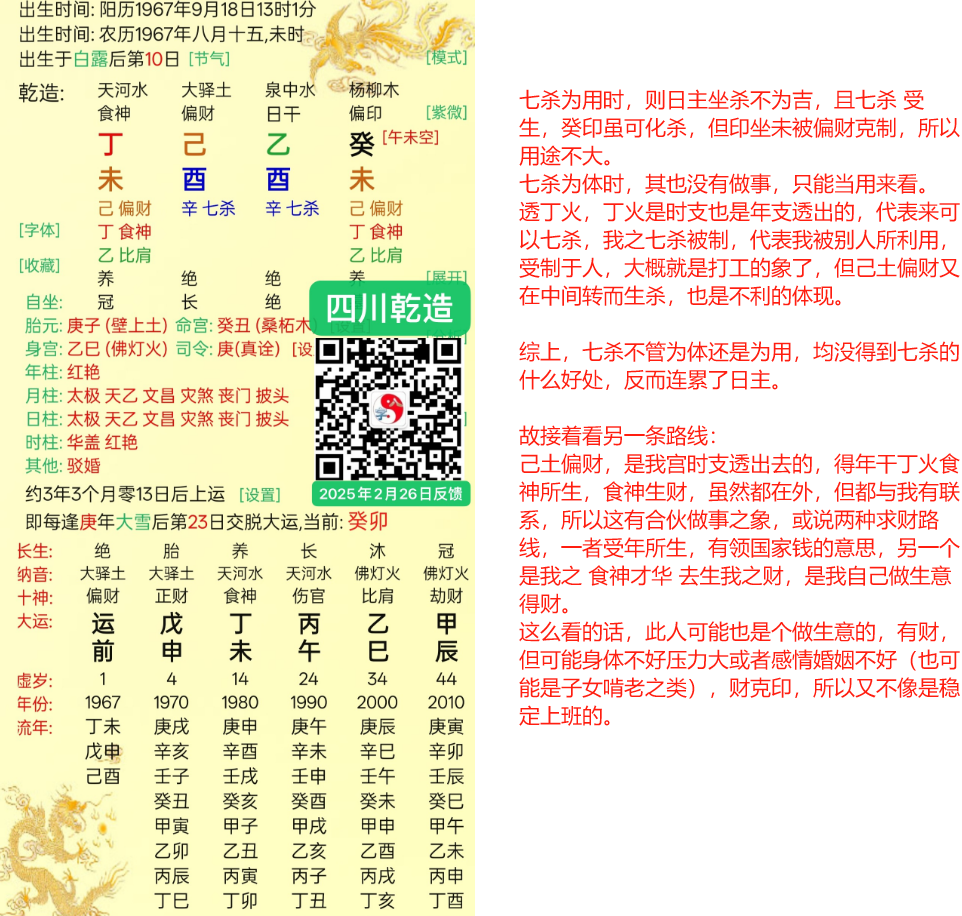 出生时间: 阳历1967年9月18日13时1分
出生时间: 农历1967年八月十五,未时
出生于白露后第10日 [节气] [模式]
乾造: 天河水 大驿土 泉中水 杨柳木
食神 偏财 日干 偏印 [紫微]
丁 己 乙 癸 [午未空]
未 酉 酉 未
己 偏财 辛 七杀 辛 七杀 己 偏财
[字体] 丁 食神 丁 食神
乙 比肩 乙 比肩
[收藏]
养 绝 绝 养 [展开]
自坐: 冠 长 绝
四川乾造
胎元: 庚子 (壁上土) 命宫: 癸丑 (桑柘木)
身宫: 乙巳 (佛灯火) 司令: 庚(真诠) [设
年柱: 红艳
月柱: 太极 天乙 文昌 灾煞 丧门 披头
日柱: 太极 天乙 文昌 灾煞 丧门 披头
时柱: 华盖 红艳
其他: 驳婚
约3年3个月零13日后上运 [设置]
2025年2月26日反馈
即每逢庚年大雪后第23日交脱大运,当前: 癸卯
长生: 绝 胎 养 长 沐 冠
纳音: 大驿土 大驿土 天河水 天河水 佛灯火 佛灯火
十神: 偏财 正财 食神 伤官 比肩 劫财
大运: 运 戊 丁 丙 乙 甲
前 申 未 午 巳 辰
虚岁: 1 4 14 24 34 44
年份: 1967 1970 1980 1990 2000 2010
流年: 丁未 庚戌 庚申 庚午 庚辰 庚寅
戊申 辛亥 辛酉 辛未 辛巳 辛卯
己酉 壬子 壬戌 壬申 壬午 壬辰
癸丑 癸亥 癸酉 癸未 癸巳
甲寅 甲子 甲戌 甲申 甲午
乙卯 乙丑 乙亥 乙酉 乙未
丙辰 丙寅 丙子 丙戌 丙申
丁巳 丁卯 丁丑 丁亥 丁酉
七杀为用时，则日主坐杀不为吉，且七杀 受
生，癸印虽可化杀，但印坐未被偏财克制，所以
用途不大。
七杀为体时，其也没有做事，只能当用来看。
透丁火，丁火是时支也是年支透出的，代表来可
以七杀，我之七杀被制，代表我被别人所利用，
受制于人，大概就是打工的象了，但己土偏财又
在中间转而生杀，也是不利的体现。
综上，七杀不管为体还是为用，均没得到七杀的
什么好处，反而连累了日主。
故接着看另一条路线：
己土偏财，是我宫时支透出去的，得年干丁火食
神所生，食神生财，虽然都在外，但都与我有联
系，所以这有合伙做事之象，或说两种求财路
线，一者受年所生，有领国家钱的意思，另一个
是我之 食神才华 去生我之财，是我自己做生意
得财。
这么看的话，此人可能也是个做生意的，有财，
但可能身体不好压力大或者感情婚姻不好（也可
能是子女啃老之类），财克印，所以又不像是稳
定上班的。